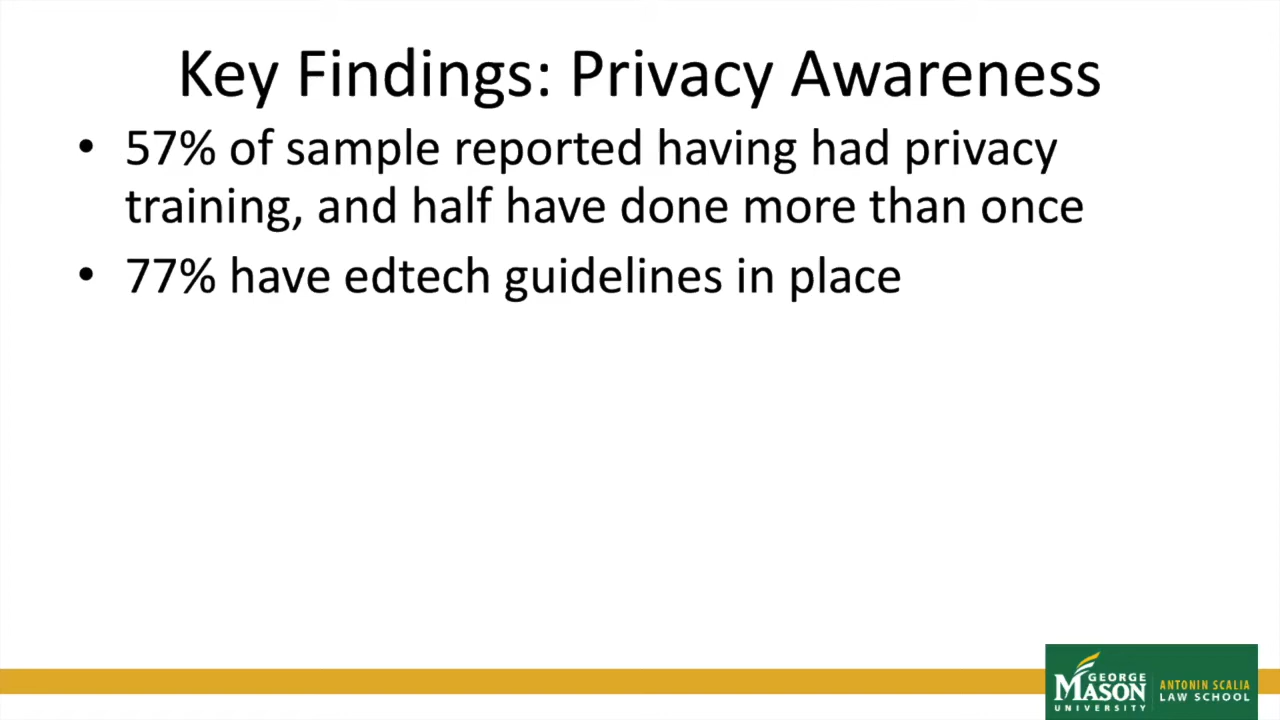 Key Findings: Privacy Awareness
• 57% of sample reported having had privacy
training, and half have done more than once
• 77% have edtech guidelines in place
GEORGE
MASON
UNIVERSITY
ANTONIN SCALIA
LAW SCHOOL